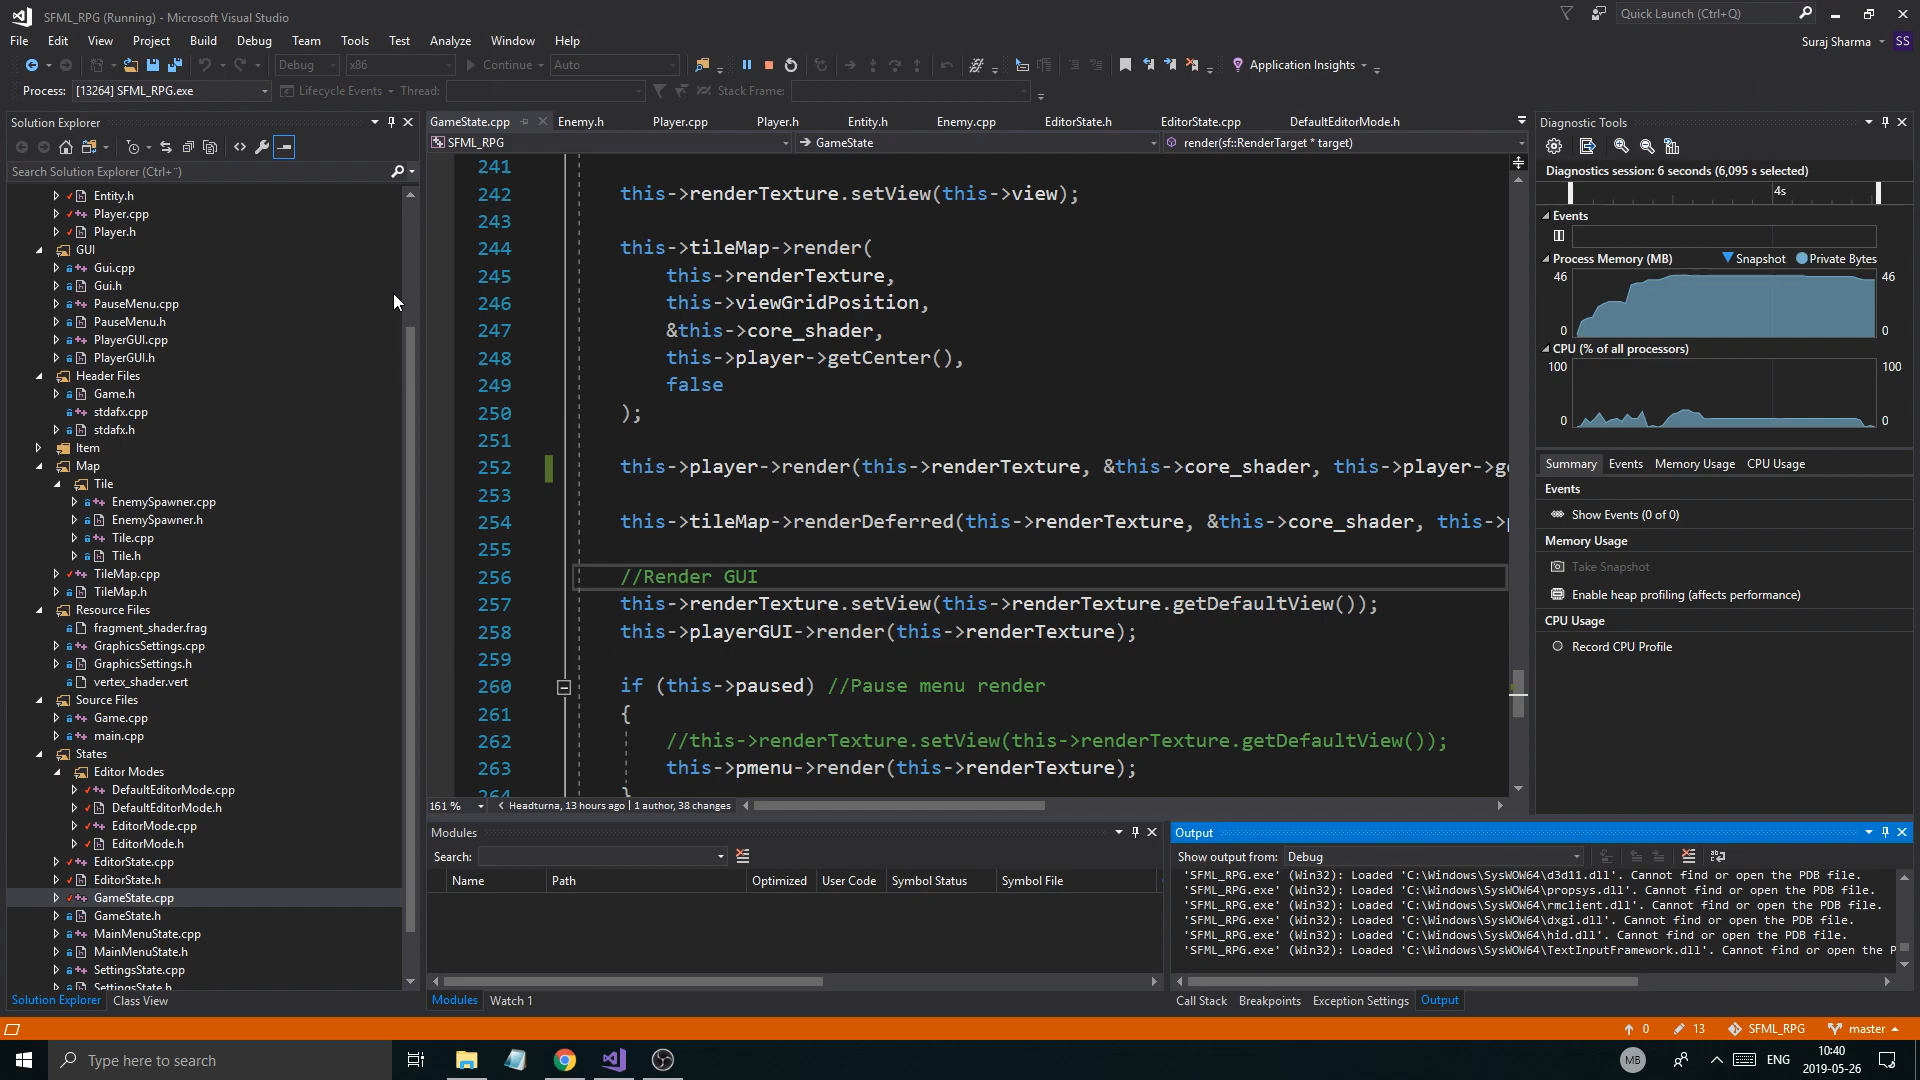 SFML_RPG (Running) - Microsoft Visual Studio
Quick Launch (Ctrl+Q)
File Edit View Project Build Debug Team Tools Test Analyze Window Help
Suraj Sharma SS
Debug x86 Continue Auto Application Insights
Process: [13264] SFML_RPG.exe Lifecycle Events Thread: Stack Frame:
Solution Explorer
Search Solution Explorer (Ctrl+¨)
Entity.h
Player.cpp
Player.h
GUI
Gui.cpp
Gui.h
PauseMenu.cpp
PauseMenu.h
PlayerGUI.cpp
PlayerGUI.h
Header Files
Game.h
stdafx.cpp
stdafx.h
Item
Map
Tile
EnemySpawner.cpp
EnemySpawner.h
Tile.cpp
Tile.h
TileMap.cpp
TileMap.h
Resource Files
fragment_shader.frag
GraphicsSettings.cpp
GraphicsSettings.h
vertex_shader.vert
Source Files
Game.cpp
main.cpp
States
Editor Modes
DefaultEditorMode.cpp
DefaultEditorMode.h
EditorMode.cpp
EditorMode.h
EditorState.cpp
EditorState.h
GameState.cpp
GameState.h
MainMenuState.cpp
MainMenuState.h
SettingsState.cpp
SettingsState.h
Solution Explorer Class View
GameState.cpp Enemy.h Player.cpp Player.h Entity.h Enemy.cpp EditorState.h EditorState.cpp DefaultEditorMode.h
SFML_RPG GameState render(sf::RenderTarget * target)
241
242 this->renderTexture.setView(this->view);
243
244 this->tileMap->render(
245 this->renderTexture,
246 this->viewGridPosition,
247 &this->core_shader,
248 this->player->getCenter(),
249 false
250 );
251
252 this->player->render(this->renderTexture, &this->core_shader, this->player->g
253
254 this->tileMap->renderDeferred(this->renderTexture, &this->core_shader, this->
255
256 //Render GUI
257 this->renderTexture.setView(this->renderTexture.getDefaultView());
258 this->playerGUI->render(this->renderTexture);
259
260 if (this->paused) //Pause menu render
261 {
262 //this->renderTexture.setView(this->renderTexture.getDefaultView());
263 this->pmenu->render(this->renderTexture);
264 }
161 % Headturna, 13 hours ago | 1 author, 38 changes
Modules
Search:
Name Path Optimized User Code Symbol Status Symbol File
Modules Watch 1
Output
Show output from: Debug
'SFML_RPG.exe' (Win32): Loaded 'C:\Windows\SysWOW64\d3d11.dll'. Cannot find or open the PDB file.
'SFML_RPG.exe' (Win32): Loaded 'C:\Windows\SysWOW64\propsys.dll'. Cannot find or open the PDB file.
'SFML_RPG.exe' (Win32): Loaded 'C:\Windows\SysWOW64\rmclient.dll'. Cannot find or open the PDB file.
'SFML_RPG.exe' (Win32): Loaded 'C:\Windows\SysWOW64\dxgi.dll'. Cannot find or open the PDB file.
'SFML_RPG.exe' (Win32): Loaded 'C:\Windows\SysWOW64\hid.dll'. Cannot find or open the PDB file.
'SFML_RPG.exe' (Win32): Loaded 'C:\Windows\SysWOW64\TextInputFramework.dll'. Cannot find or open the P
Call Stack Breakpoints Exception Settings Output
Diagnostic Tools
Diagnostics session: 6 seconds (6,095 s selected)
4s
Events
Process Memory (MB) Snapshot Private Bytes
46 46
0 0
CPU (% of all processors)
100 100
0 0
Summary Events Memory Usage CPU Usage
Events
Show Events (0 of 0)
Memory Usage
Take Snapshot
Enable heap profiling (affects performance)
CPU Usage
Record CPU Profile
0 13 SFML_RPG master
Type here to search
MB ENG 10:40
2019-05-26